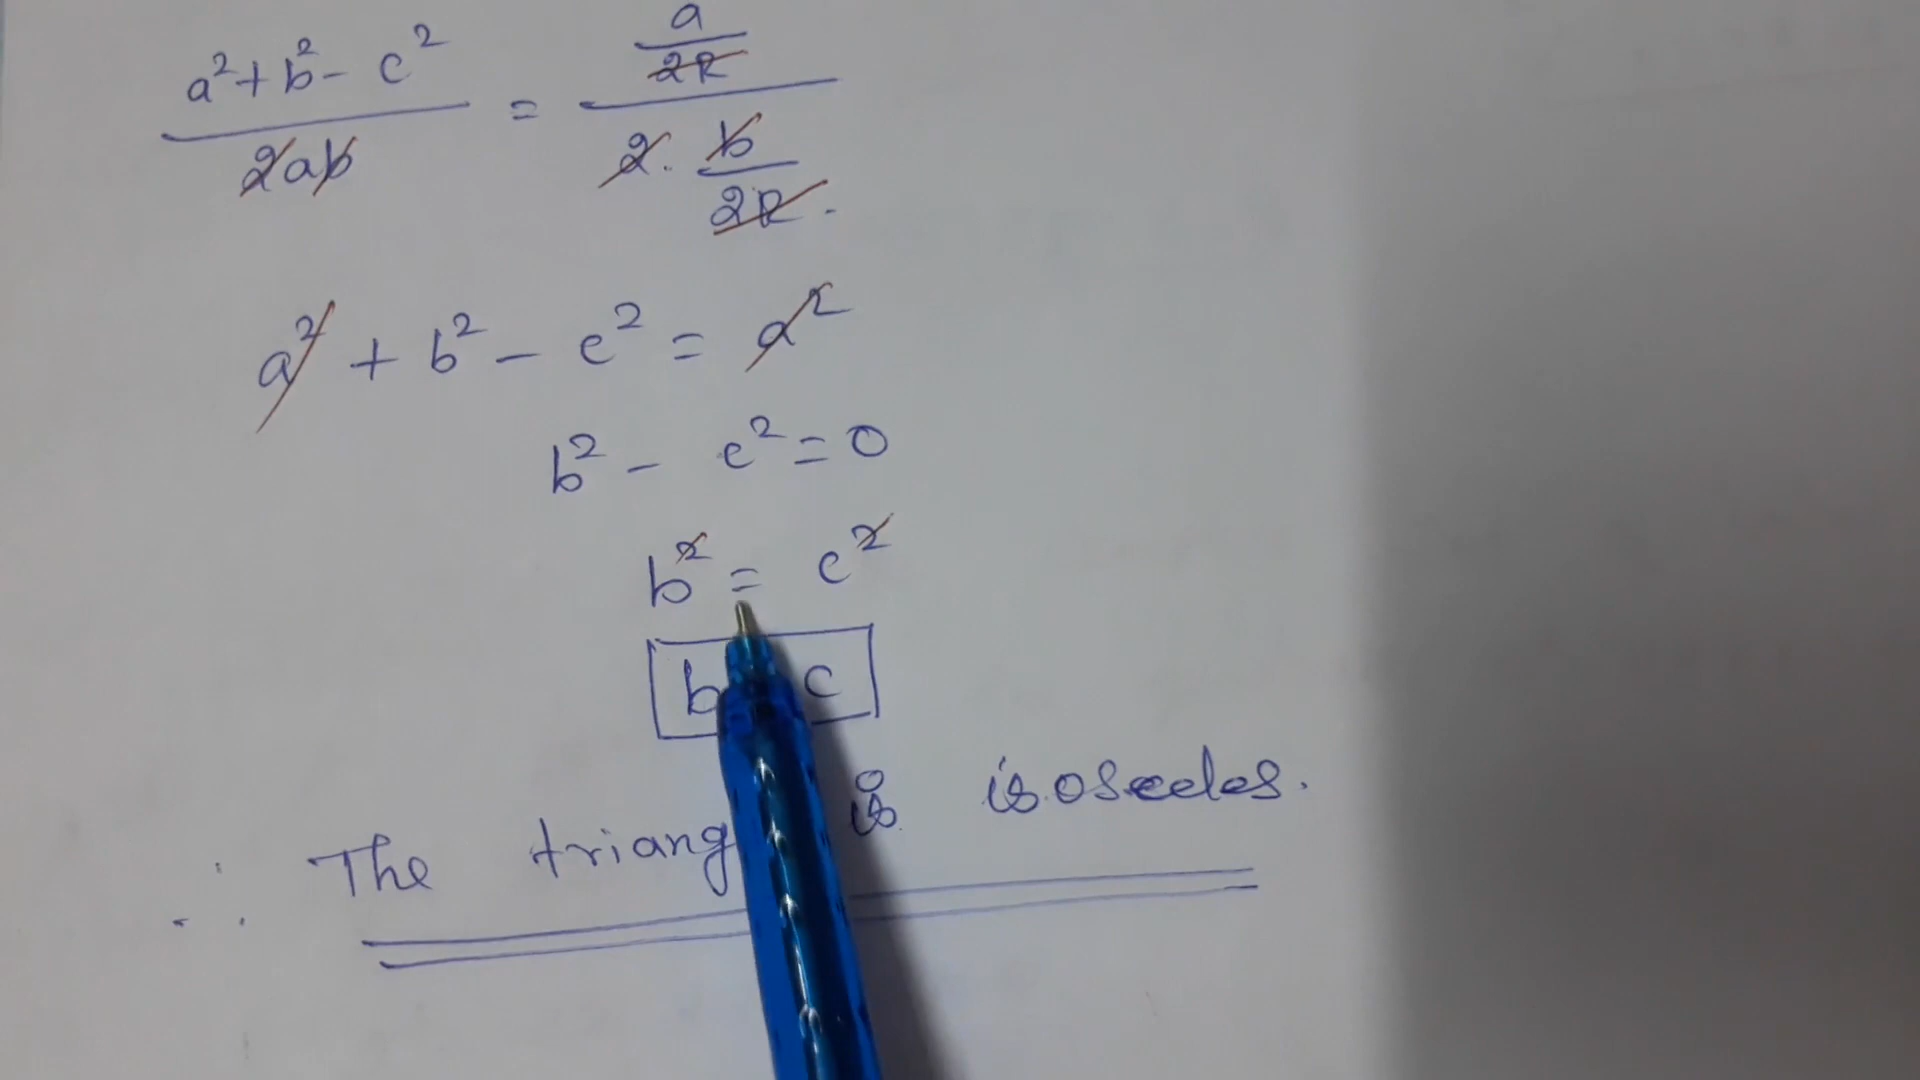 a² + b² - c² / 2ab = (a / 2R) / (2 · b / 2R) .
a² + b² - c² = a²
b² - c² = 0
b² = c²
b c
∴ The triang is isosceles.